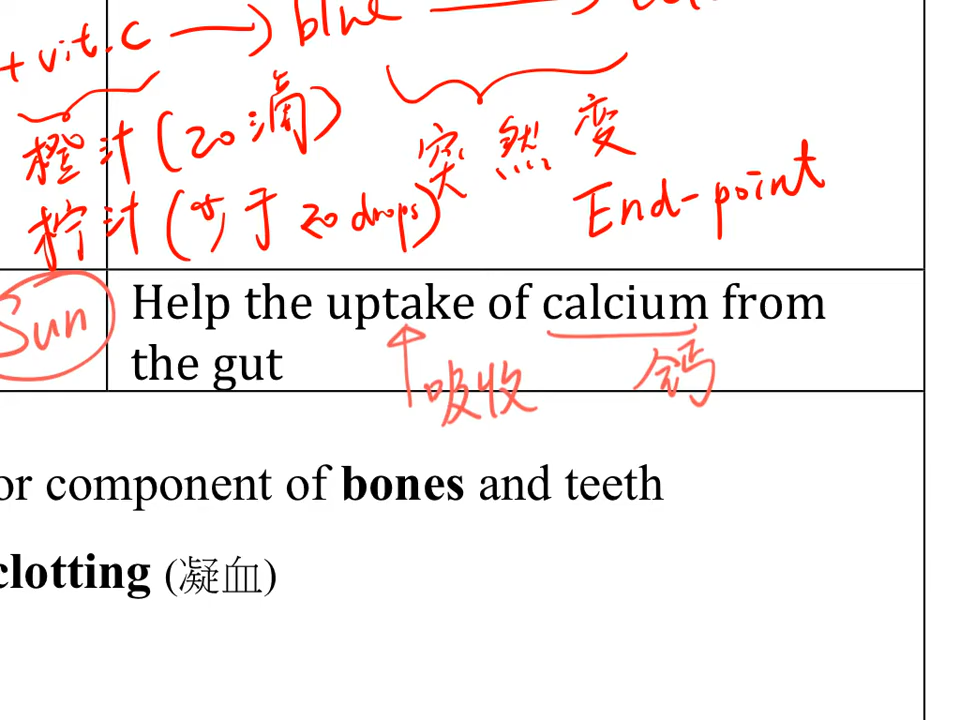 + vit.c → blue →
橙汁 (20滴) 突然变
柠汁 (少于 20 drops) End-point
Sun Help the uptake of calcium from
the gut ↑吸收 钙
or component of bones and teeth
clotting (凝血)